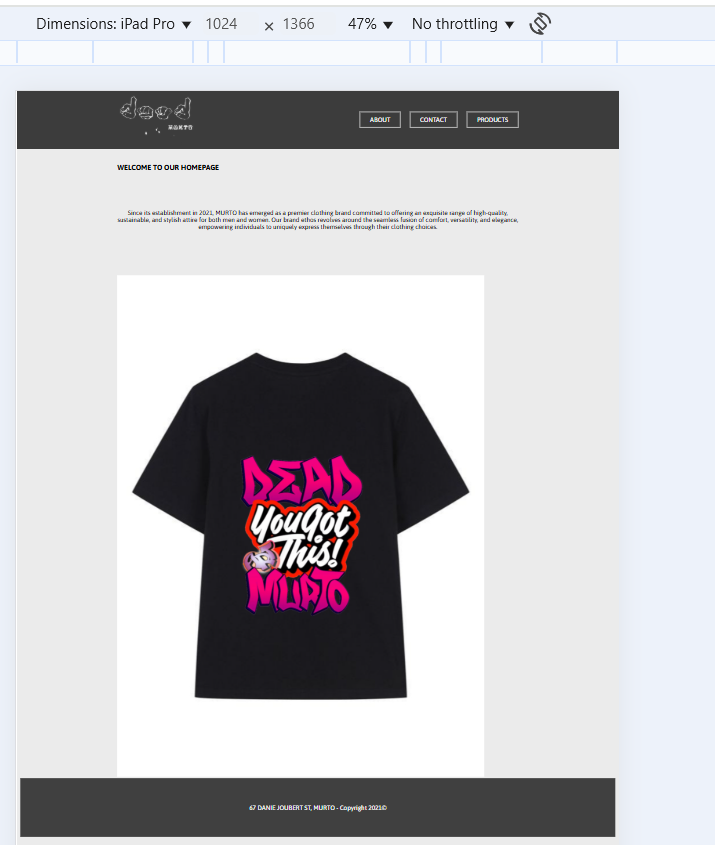 Dimensions: iPad Pro ▼ 1024 × 1366 47% ▼ No throttling ▼
MURTO
ABOUT CONTACT PRODUCTS
WELCOME TO OUR HOMEPAGE
Since its establishment in 2021, MURTO has emerged as a premier clothing brand committed to offering an exquisite range of high-quality,
sustainable, and stylish attire for both men and women. Our brand ethos revolves around the seamless fusion of comfort, versatility, and elegance,
empowering individuals to uniquely express themselves through their clothing choices.
DEAD
You Got
This!
MURTO
67 DANIE JOUBERT ST, MURTO - Copyright 2021©